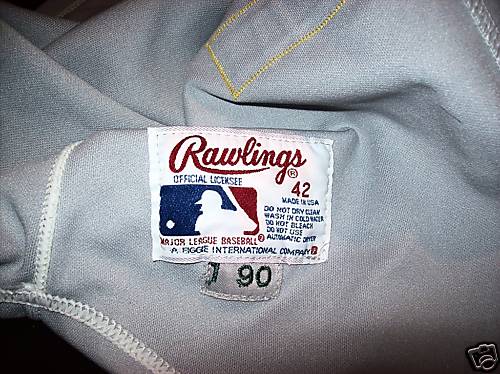 Rawlings®
OFFICIAL LICENSEE
42
MADE IN USA
DO NOT DRY CLEAN
WASH IN COLD WATER
DO NOT BLEACH
DO NOT USE
AUTOMATIC DRYER
MAJOR LEAGUE BASEBALL
A FIGGIE INTERNATIONAL COMPANY
90